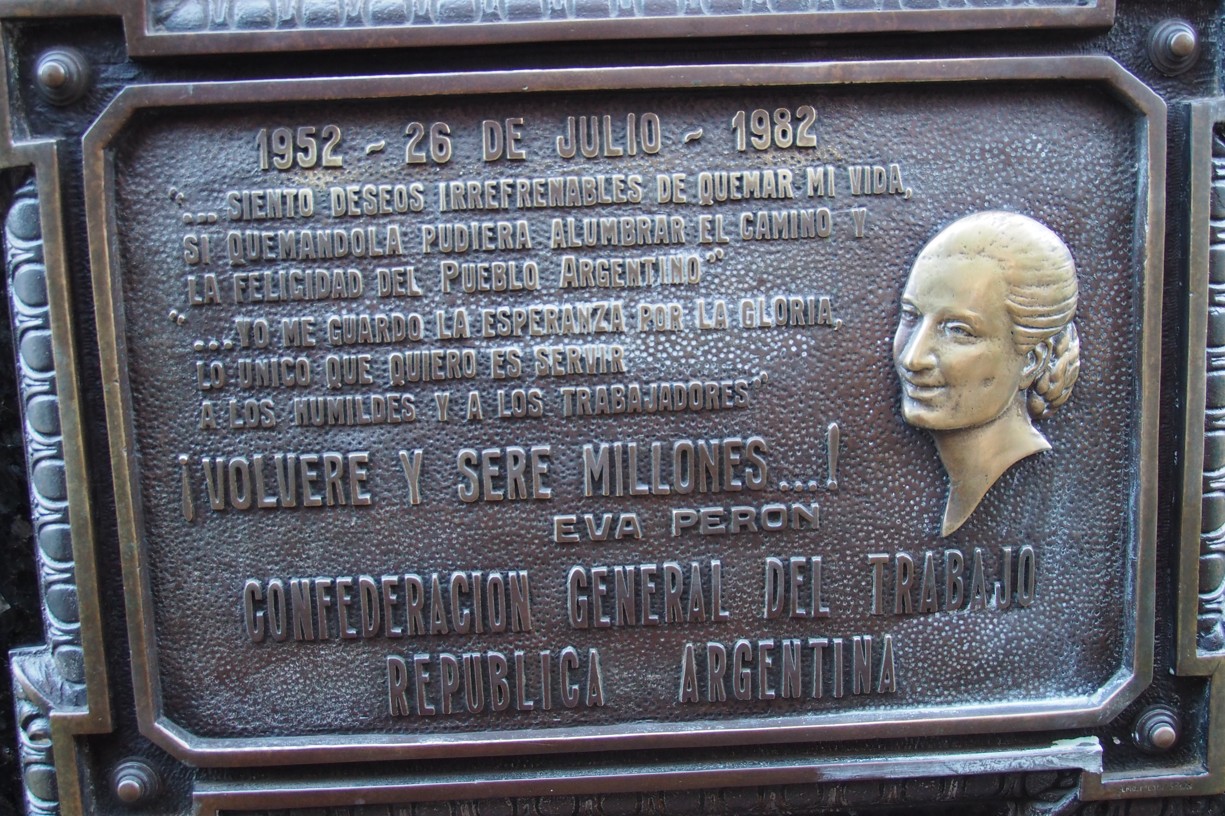 1952 - 26 DE JULIO - 1982
"...SIENTO DESEOS IRREFRENABLES DE QUEMAR MI VIDA,
SI QUEMANDOLA PUDIERA ALUMBRAR EL CAMINO Y
LA FELICIDAD DEL PUEBLO ARGENTINO"
"...YO ME GUARDO LA ESPERANZA POR LA GLORIA,
LO UNICO QUE QUIERO ES SERVIR
A LOS HUMILDES Y A LOS TRABAJADORES"
¡VOLVERE Y SERE MILLONES...!
EVA PERON
CONFEDERACION GENERAL DEL TRABAJO
REPUBLICA ARGENTINA